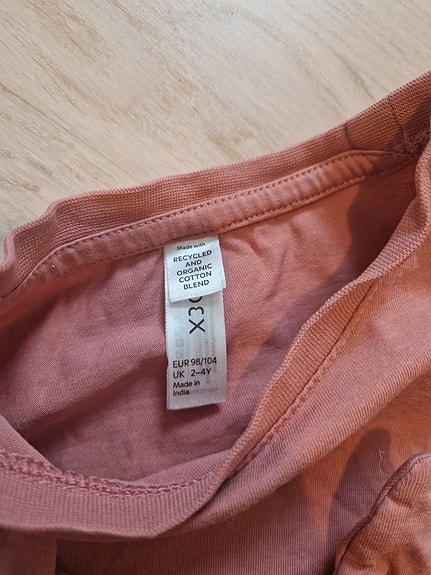 Made with
RECYCLED
AND
ORGANIC
COTTON
BLEND
EUR 98/104
UK 2–4Y
Made in
India